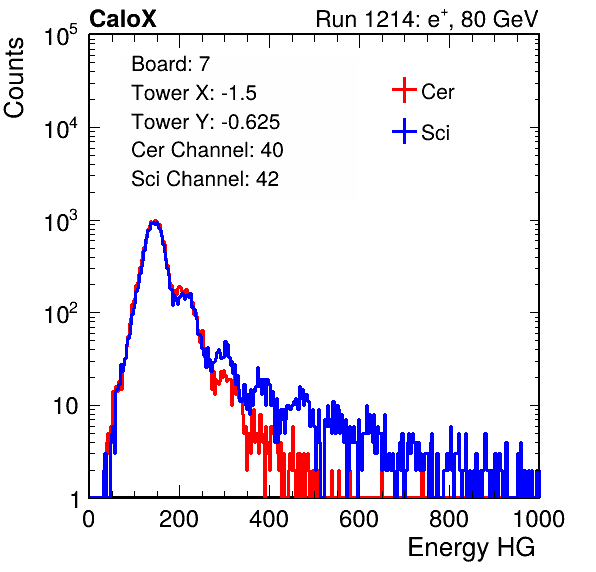 CaloX Run 1214: e⁺, 80 GeV
Counts
Board: 7
Tower X: -1.5
Tower Y: -0.625
Cer Channel: 40
Sci Channel: 42
Cer
Sci
10⁵
10⁴
10³
10²
10
1
0 200 400 600 800 1000
Energy HG